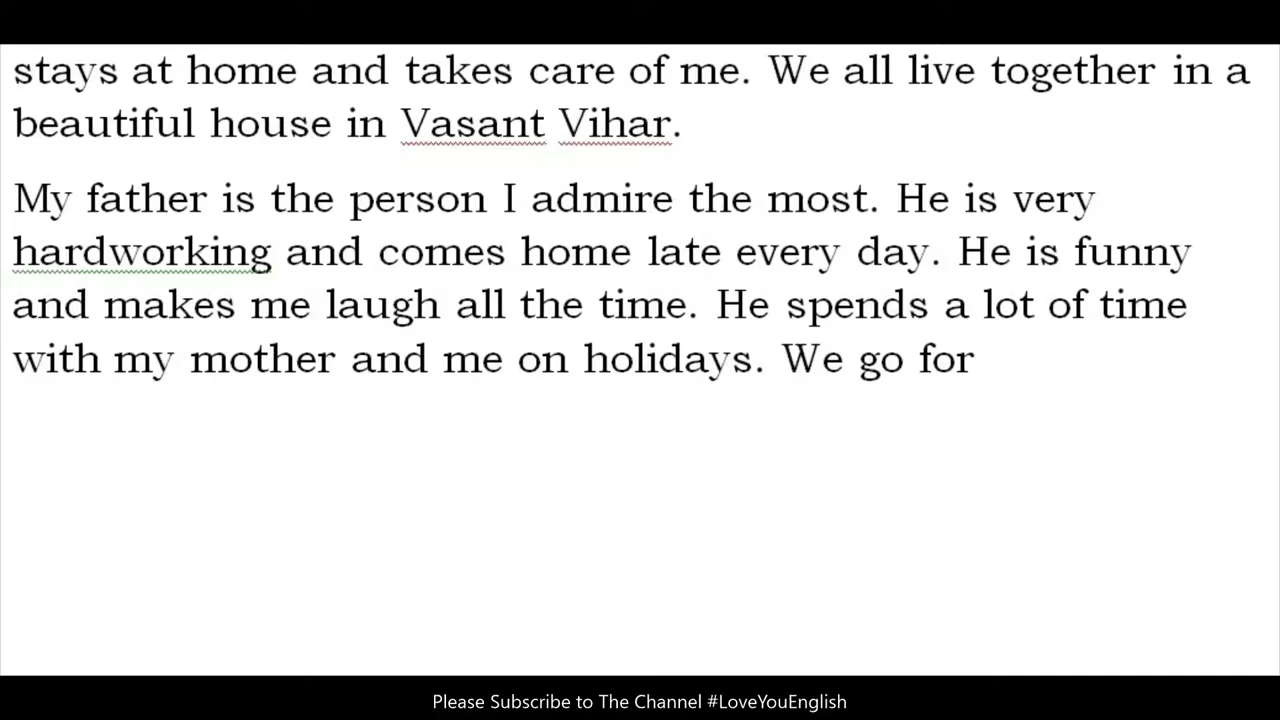 stays at home and takes care of me. We all live together in a
beautiful house in Vasant Vihar.
My father is the person I admire the most. He is very
hardworking and comes home late every day. He is funny
and makes me laugh all the time. He spends a lot of time
with my mother and me on holidays. We go for
Please Subscribe to The Channel #LoveYouEnglish